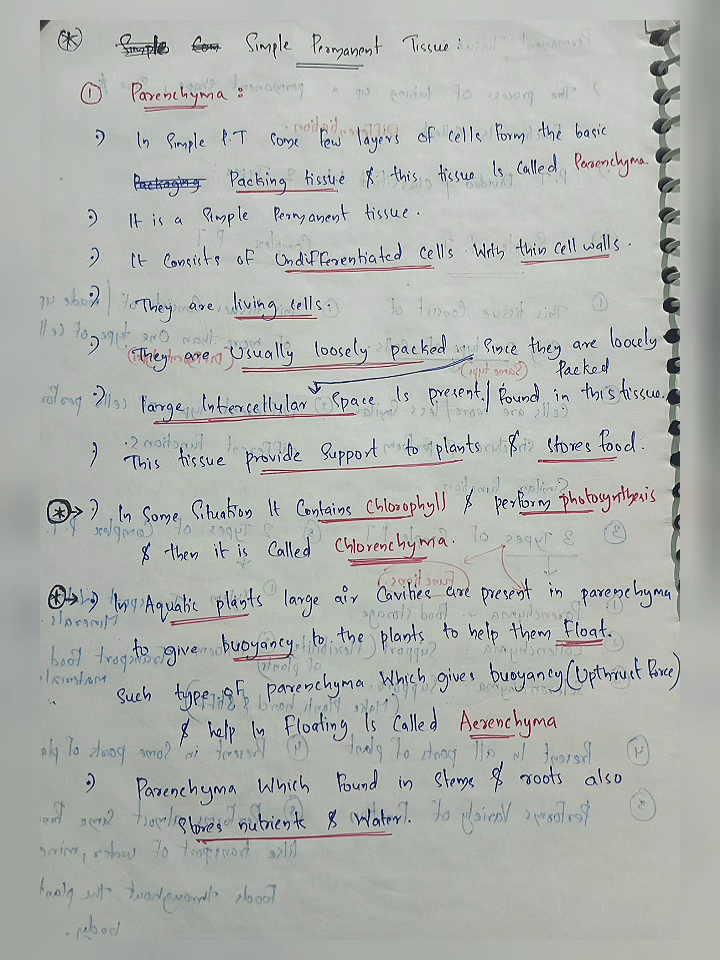 (*) Simple Com Simple Permanent Tissue:
① Parenchyma :
•) In Simple P.T Some few layers of cells form the basic
Packaging Packing tissue & this tissue Is called Parenchyma.
•) It is a Simple Permanent tissue.
•) It Consists of Undifferentiated cells With thin cell walls.
•) They are living cells.
•) They are Usually loosely packed Since they are loocely
Packed
•) large Intercellular Space Is present/found in this tissue.
•) This tissue provide Support to plants & stores food.
(*)→ •) In Some Situation It Contains chlorophyll & perform photosynthesis
& then it is Called Chlorenchyma.
(*)→ •) In Aquatic plants large air Cavities are present in parenchyma
to give buoyancy to the plants to help them Float.
Such type of parenchyma Which gives buoyancy (Upthrust force)
& help In Floating Is Called Aerenchyma
•) Parenchyma Which Found in Stems & roots also
Stores nutrients & Water.